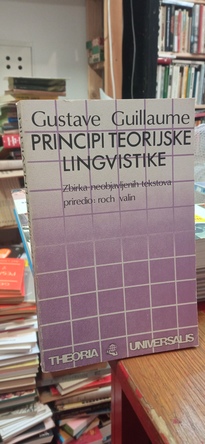 Gustave Guillaume
PRINCIPI TEORIJSKE
LINGVISTIKE
Zbirka neobjavljenih tekstova
priredio roch valin
THEORIA UNIVERSALIS